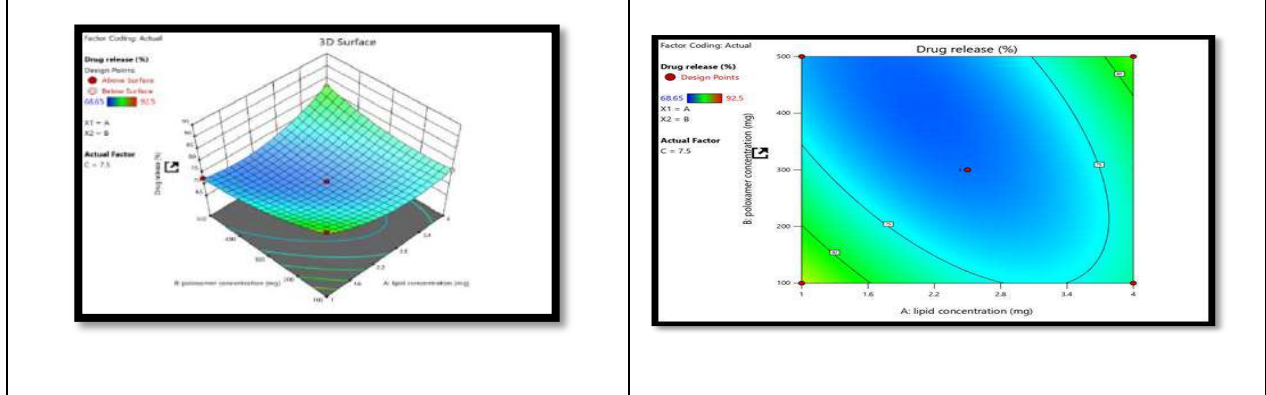 Factor Coding: Actual
3D Surface
Drug release (%)
Design Points:
Above Surface
Below Surface
68.65 92.5
X1 = A
X2 = B
Actual Factor
C = 7.5
Drug release (%)
B: poloxamer concentration (mg)
A: lipid concentration (mg)
Factor Coding: Actual
Drug release (%)
Drug release (%)
Design Points
68.65 92.5
X1 = A
X2 = B
Actual Factor
C = 7.5
B: poloxamer concentration (mg)
500
400
300
200
100
75
75
1 1.6 2.2 2.8 3.4 4
A: lipid concentration (mg)